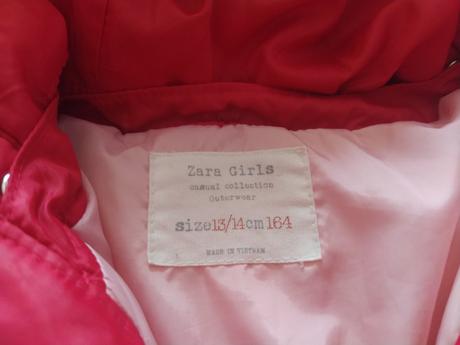 Zara Girls
casual collection
Outerwear
size13/14cm164
MADE IN VIETNAM